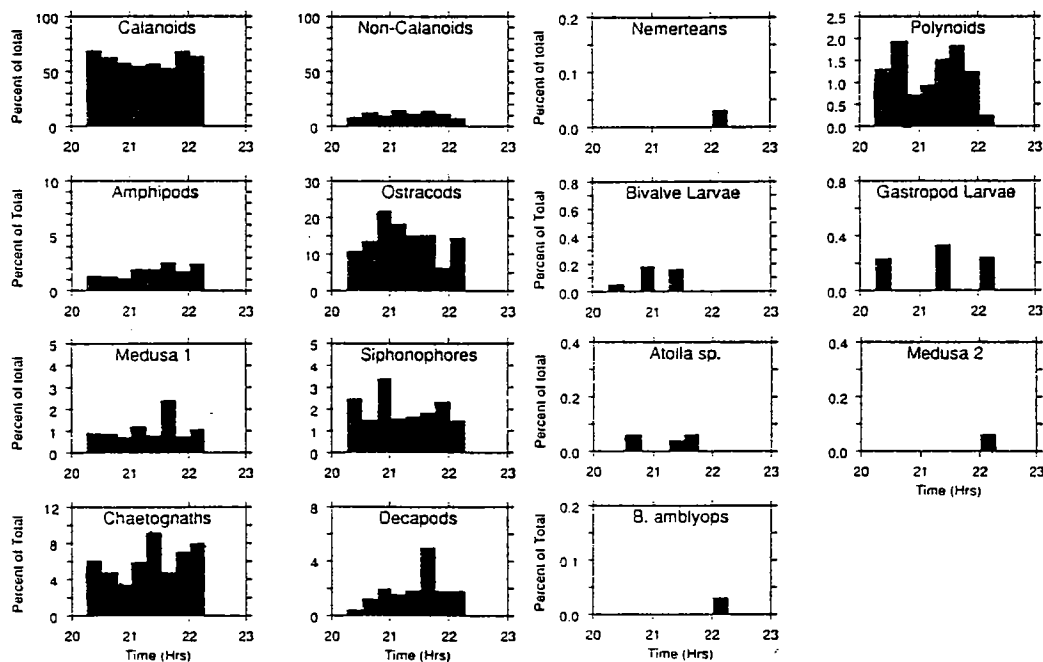 Calanoids
Percent of total
100
50
0
20 21 22 23
Non-Calanoids
100
50
0
20 21 22 23
Nemerteans
Percent of total
0.2
0.1
0.0
20 21 22 23
Polynoids
Percent of total
2.5
2.0
1.5
1.0
0.5
0.0
20 21 22 23
Amphipods
Percent of Total
10
5
0
20 21 22 23
Ostracods
30
20
10
0
20 21 22 23
Bivalve Larvae
Percent of Total
0.8
0.6
0.4
0.2
0.0
20 21 22 23
Gastropod Larvae
Percent of Total
0.8
0.4
0.0
20 21 22 23
Medusa 1
Percent of total
5
4
3
2
1
0
20 21 22 23
Siphonophores
5
4
3
2
1
0
20 21 22 23
Atolla sp.
Percent of total
0.4
0.2
0.0
20 21 22 23
Medusa 2
Percent of total
0.4
0.2
0.0
20 21 22 23
Time (Hrs)
Chaetognaths
Percent of Total
12
8
4
0
20 21 22 23
Time (Hrs)
Decapods
8
4
0
20 21 22 23
Time (Hrs)
B. amblyops
Percent of Total
0.2
0.1
0.0
20 21 22 23
Time (Hrs)